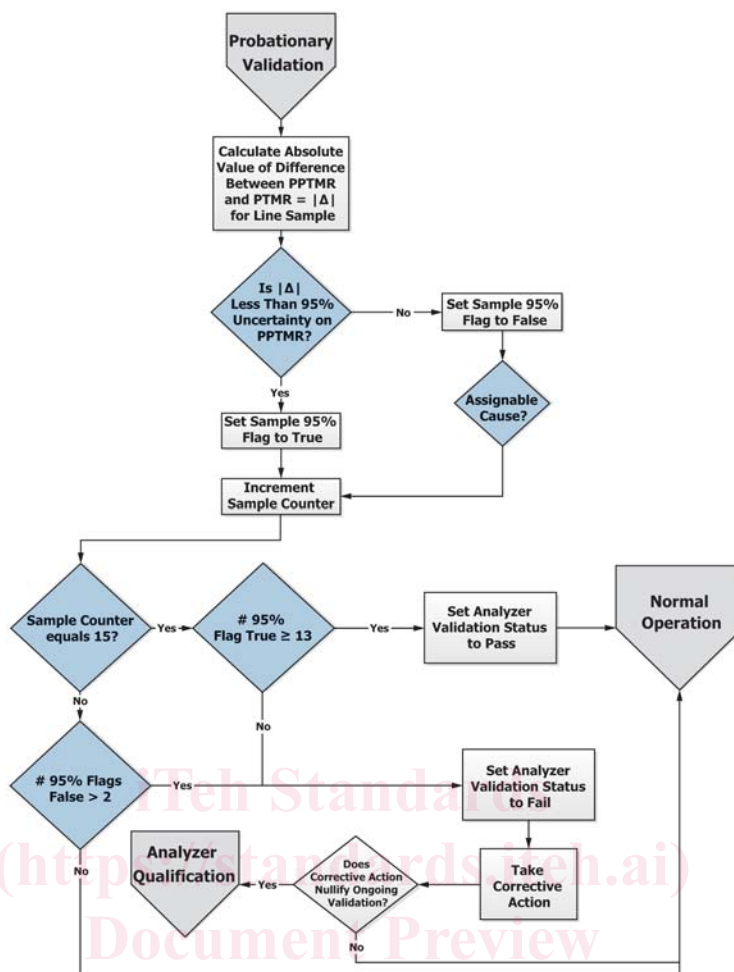 Probationary
Validation
Calculate Absolute
Value of Difference
Between PPTMR
and PTMR = |Δ|
for Line Sample
Is |Δ|
Less Than 95%
Uncertainty on
PPTMR?
No
Set Sample 95%
Flag to False
Yes
Assignable
Cause?
Set Sample 95%
Flag to True
Increment
Sample Counter
Sample Counter
equals 15?
Yes
# 95%
Flag True ≥ 13
Yes
Set Analyzer
Validation Status
to Pass
Normal
Operation
No
No
# 95% Flags
False > 2
Yes
Set Analyzer
Validation Status
to Fail
iTeh Standards
(https://standards.iteh.ai)
Document Preview
No
Analyzer
Qualification
Yes
Does
Corrective Action
Nullify Ongoing
Validation?
Take
Corrective
Action
No